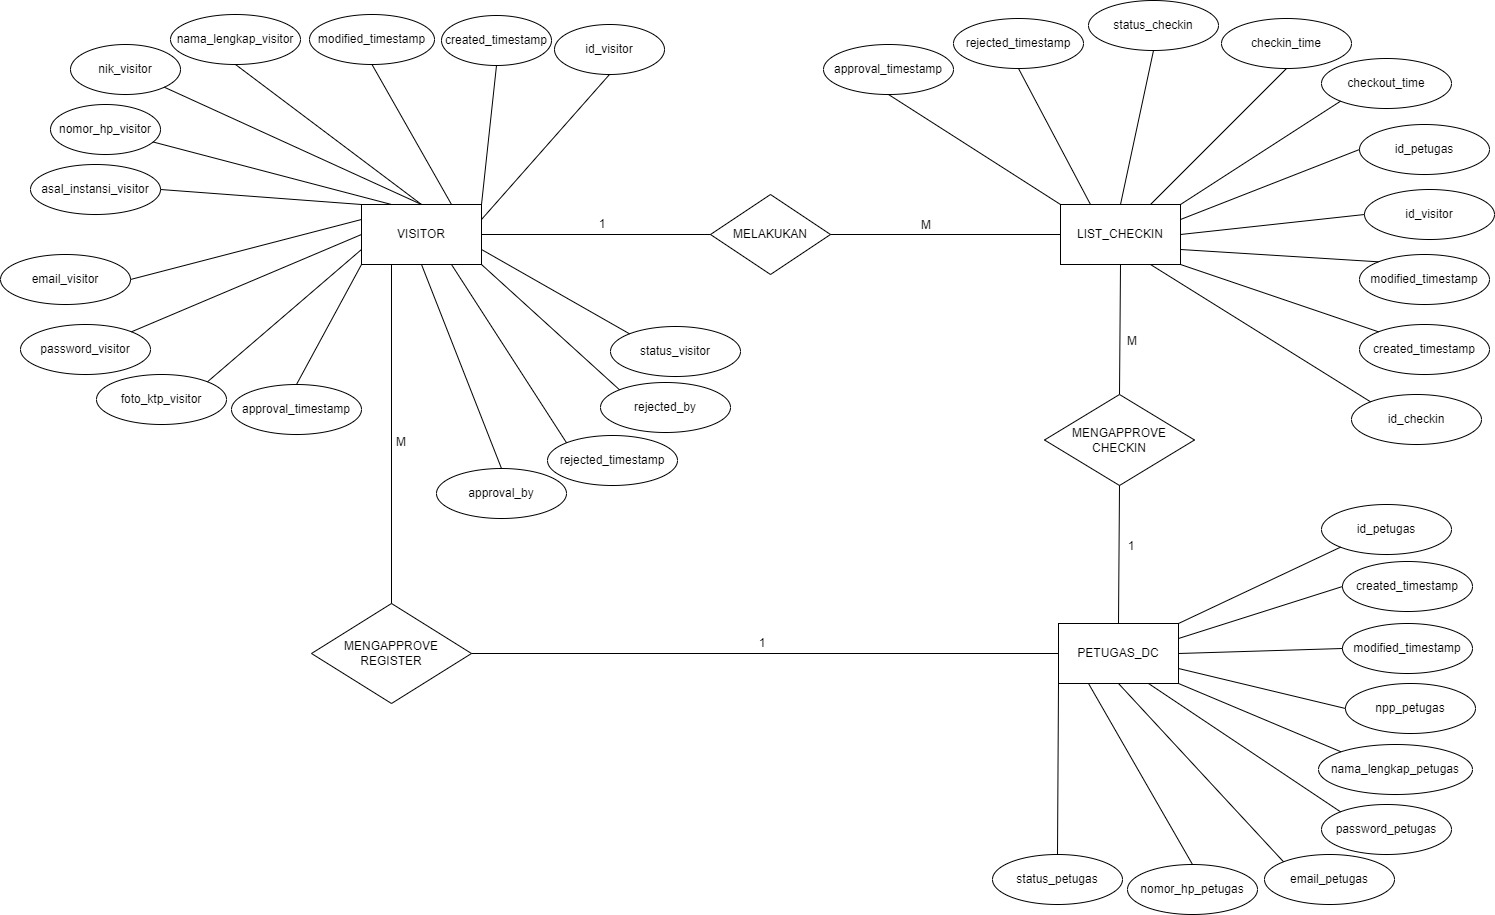 nama_lengkap_visitor
modified_timestamp
created_timestamp
id_visitor
nik_visitor
nomor_hp_visitor
asal_instansi_visitor
VISITOR
email_visitor
password_visitor
foto_ktp_visitor
approval_timestamp
status_visitor
rejected_by
rejected_timestamp
approval_by
1
MELAKUKAN
M
approval_timestamp
rejected_timestamp
status_checkin
checkin_time
checkout_time
id_petugas
LIST_CHECKIN
id_visitor
modified_timestamp
created_timestamp
id_checkin
M
MENGAPPROVE
CHECKIN
1
M
MENGAPPROVE
REGISTER
1
PETUGAS_DC
id_petugas
created_timestamp
modified_timestamp
npp_petugas
nama_lengkap_petugas
password_petugas
email_petugas
nomor_hp_petugas
status_petugas